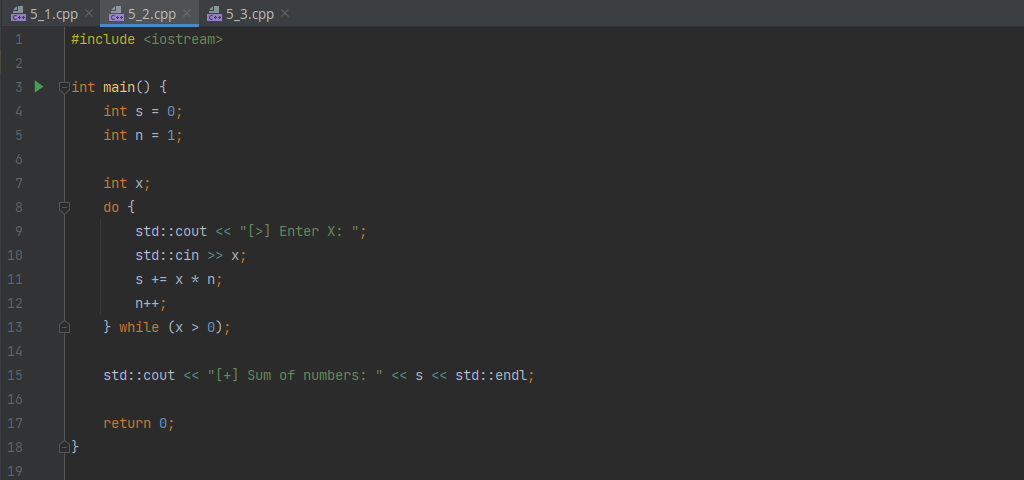 5_1.cpp 5_2.cpp 5_3.cpp
1 #include <iostream>
2
3 int main() {
4     int s = 0;
5     int n = 1;
6
7     int x;
8     do {
9         std::cout << "[>] Enter X: ";
10         std::cin >> x;
11         s += x * n;
12         n++;
13     } while (x > 0);
14
15     std::cout << "[+] Sum of numbers: " << s << std::endl;
16
17     return 0;
18 }
19